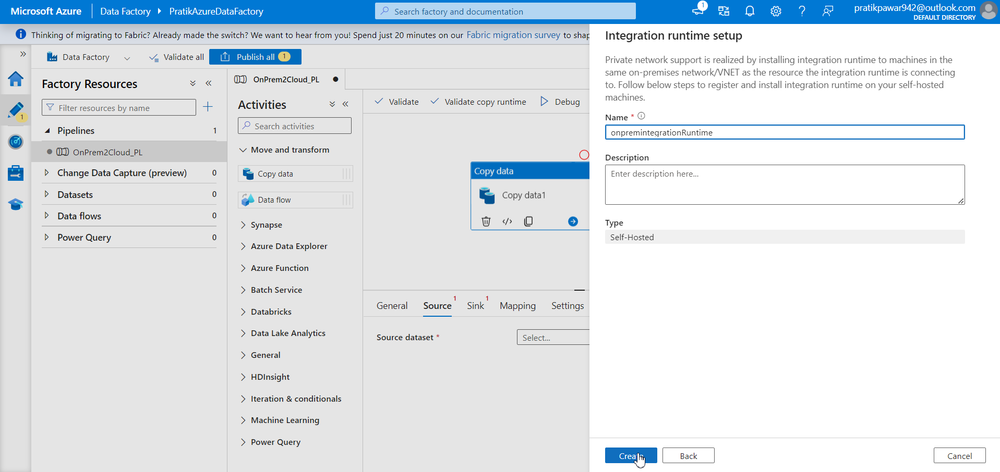 Microsoft Azure
Data Factory
PratikAzureDataFactory
Search factory and documentation
1
pratikpawar942@outlook.com
DEFAULT DIRECTORY
Thinking of migrating to Fabric? Already made the switch? We want to hear from you! Spend just 20 minutes on our Fabric migration survey to shap
Data Factory
Validate all
Publish all 1
Factory Resources
Filter resources by name
1
Pipelines 1
OnPrem2Cloud_PL
Change Data Capture (preview) 0
Datasets 0
Data flows 0
Power Query 0
OnPrem2Cloud_PL
Activities
Search activities
Move and transform
Copy data
Data flow
Synapse
Azure Data Explorer
Azure Function
Batch Service
Databricks
Data Lake Analytics
General
HDInsight
Iteration & conditionals
Machine Learning
Power Query
Validate
Validate copy runtime
Debug
Copy data
Copy data1
General
Source 1
Sink 1
Mapping
Settings
Source dataset *
Select...
Integration runtime setup
Private network support is realized by installing integration runtime to machines in the
same on-premises network/VNET as the resource the integration runtime is connecting
to. Follow below steps to register and install integration runtime on your self-hosted
machines.
Name *
onpremintegrationRuntime
Description
Enter description here...
Type
Self-Hosted
Create
Back
Cancel